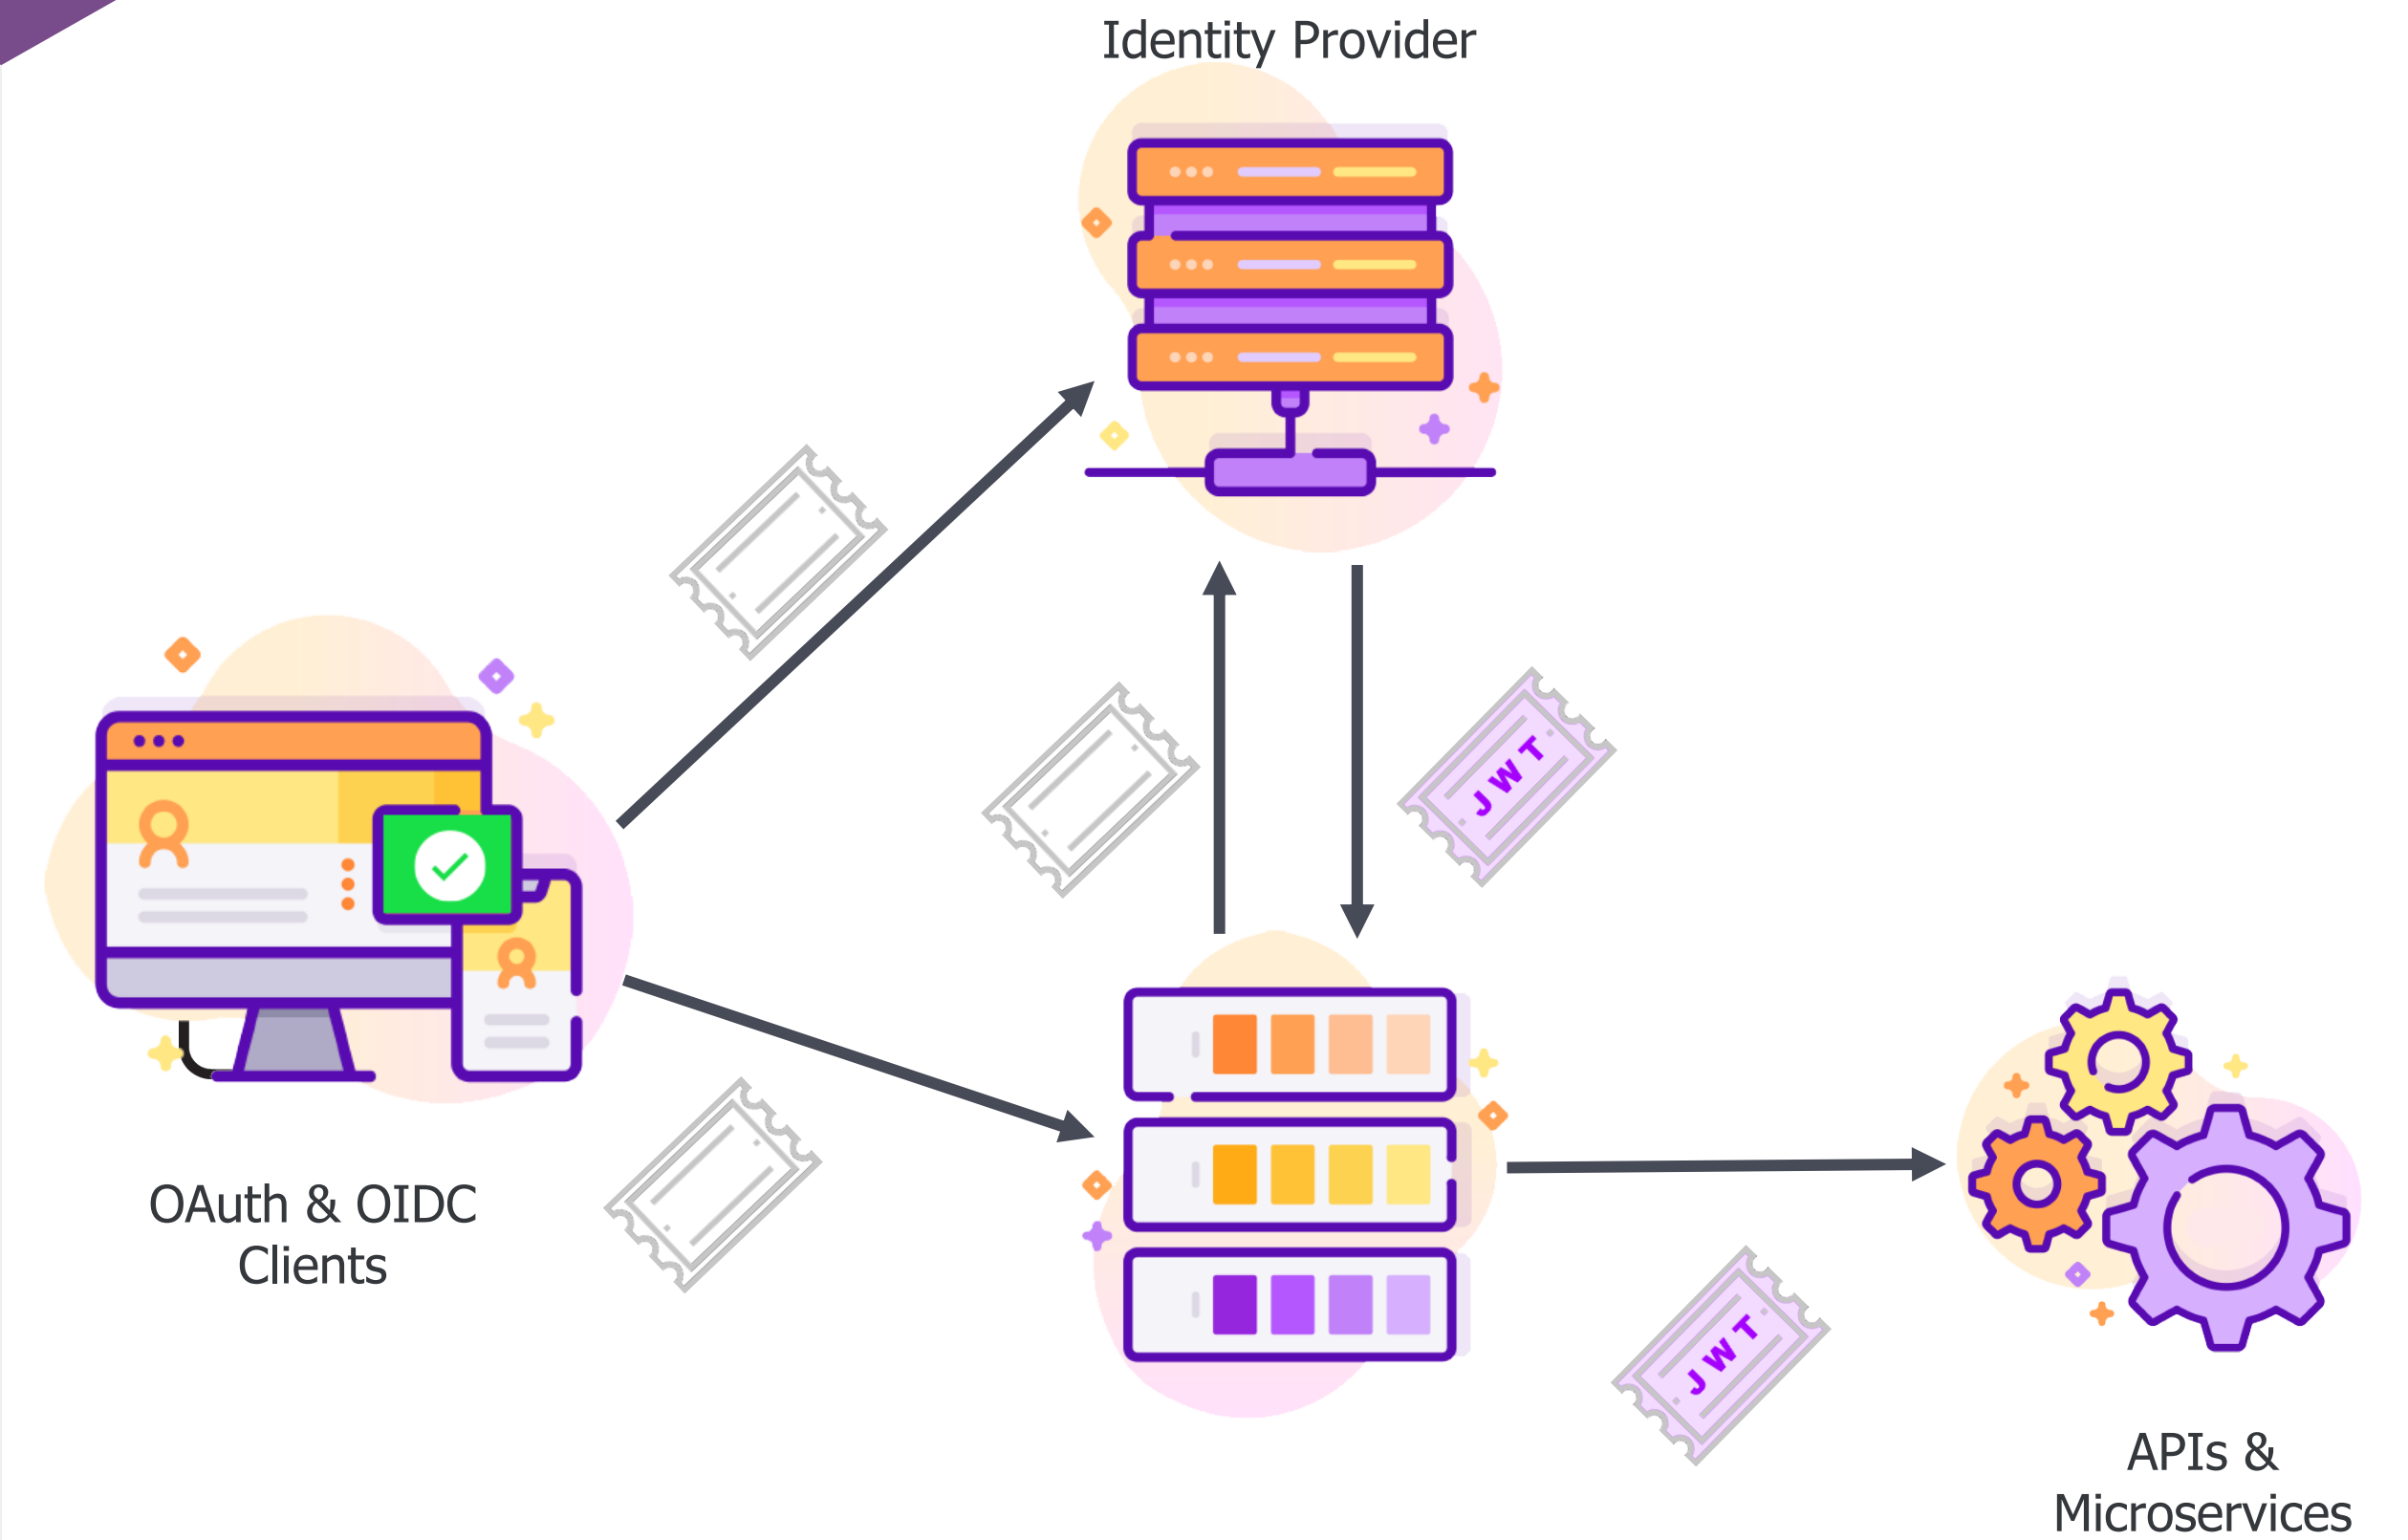 Identity Provider
JWT
OAuth & OIDC
Clients
JWT
APIs &
Microservices